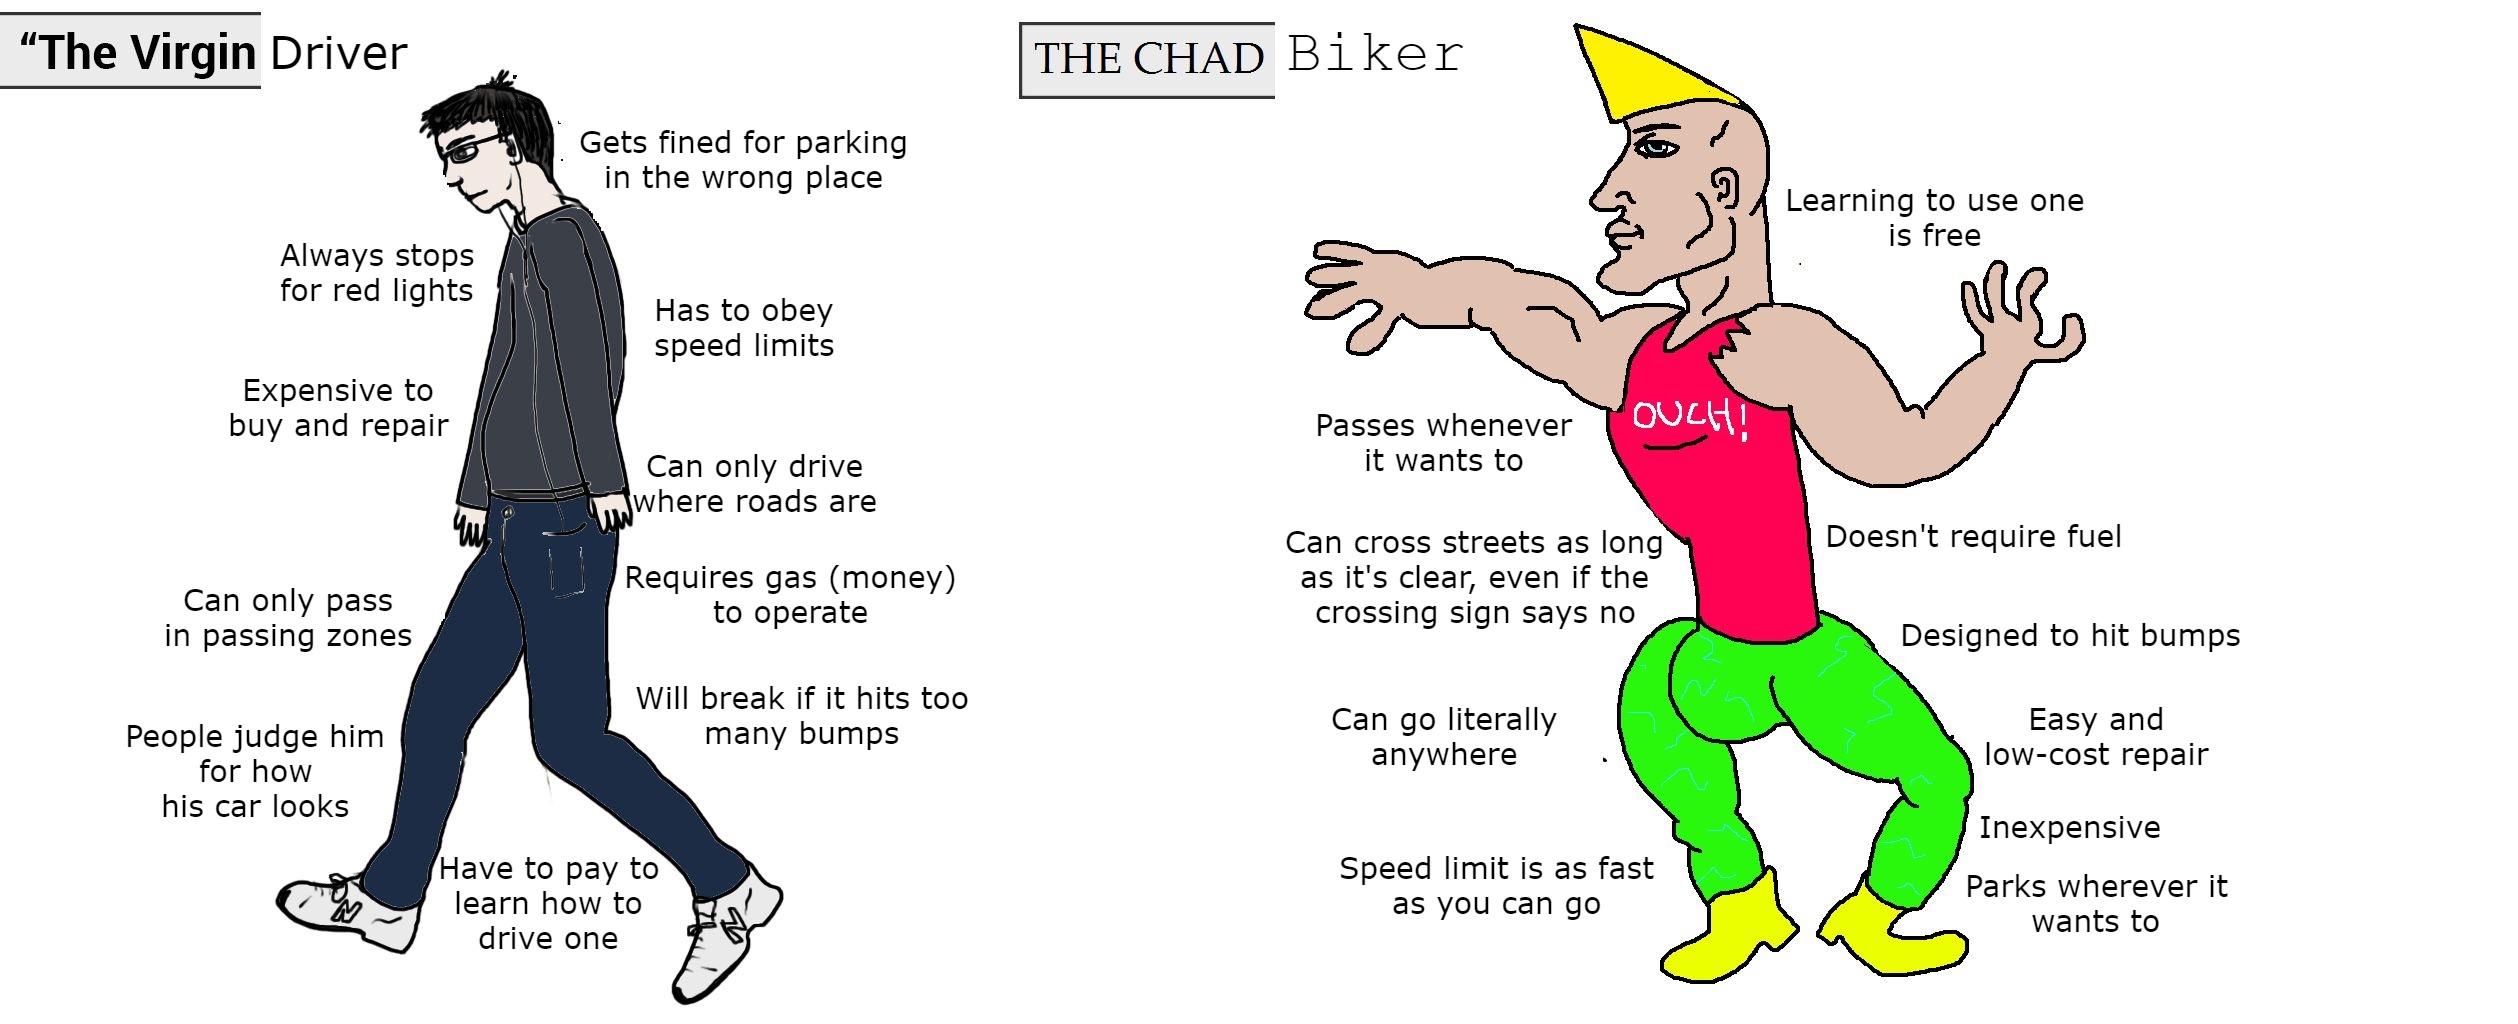 “The Virgin Driver
Gets fined for parking
in the wrong place
Always stops
for red lights
Has to obey
speed limits
Expensive to
buy and repair
Can only drive
where roads are
Requires gas (money)
to operate
Can only pass
in passing zones
Will break if it hits too
many bumps
People judge him
for how
his car looks
Have to pay to
learn how to
drive one
N
N
THE CHAD Biker
Learning to use one
is free
OUCH!
Passes whenever
it wants to
Can cross streets as long
as it's clear, even if the
crossing sign says no
Doesn't require fuel
Designed to hit bumps
Can go literally
anywhere
Easy and
low-cost repair
Inexpensive
Speed limit is as fast
as you can go
Parks wherever it
wants to